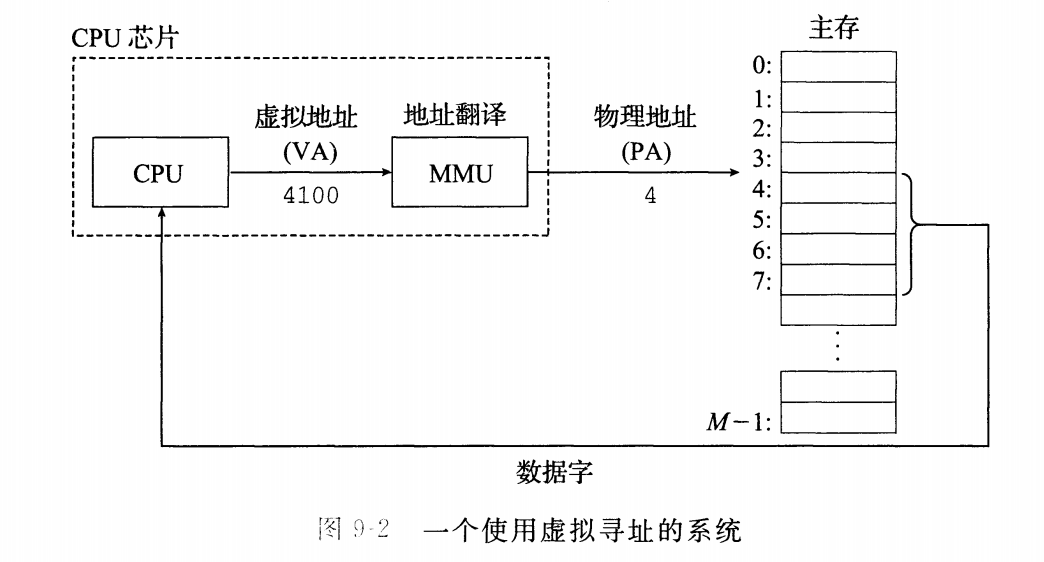 CPU 芯片
主存
虚拟地址
(VA)
4100
地址翻译
物理地址
(PA)
4
CPU
MMU
0:
1:
2:
3:
4:
5:
6:
7:
M−1:
数据字
图 9-2 一个使用虚拟寻址的系统